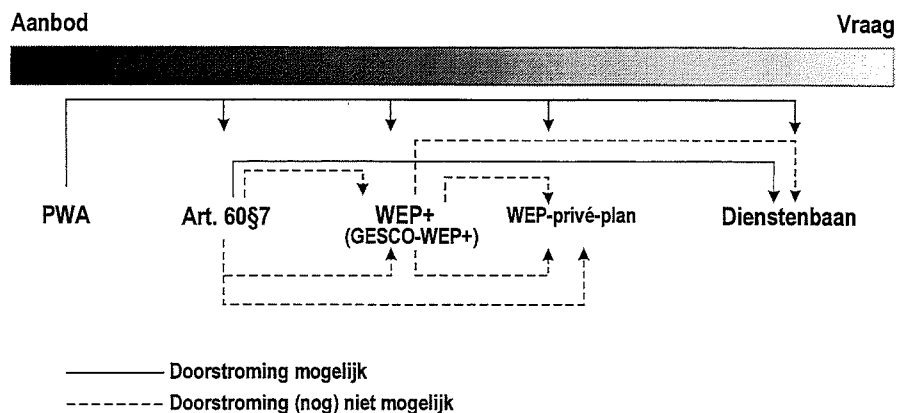 Aanbod Vraag
PWA Art. 60§7 WEP+ WEP-privé-plan Dienstenbaan
(GESCO-WEP+)
Doorstroming mogelijk
Doorstroming (nog) niet mogelijk